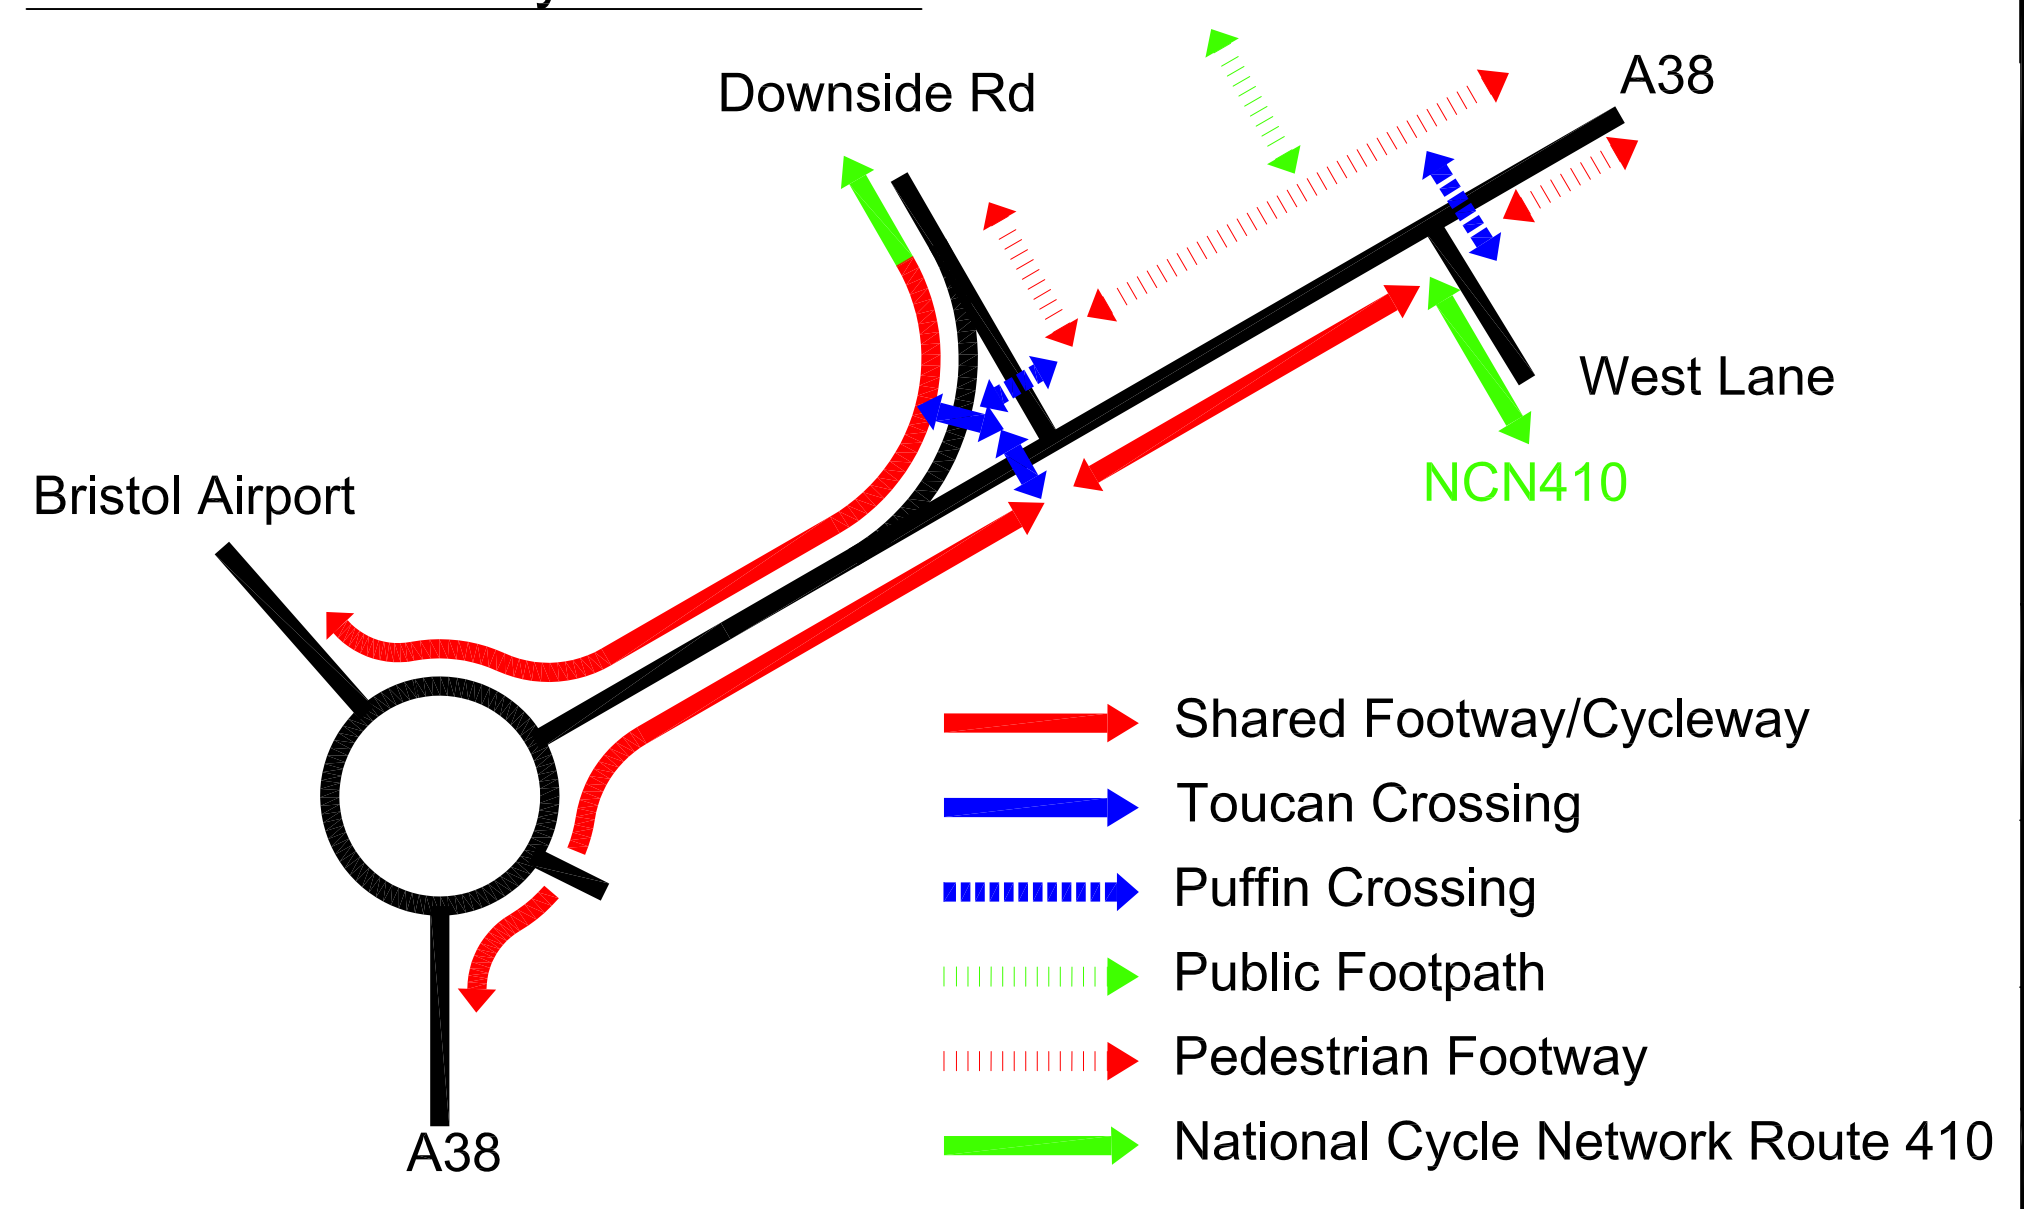 Downside Rd
A38
West Lane
NCN410
Bristol Airport
A38
Shared Footway/Cycleway
Toucan Crossing
Puffin Crossing
Public Footpath
Pedestrian Footway
National Cycle Network Route 410